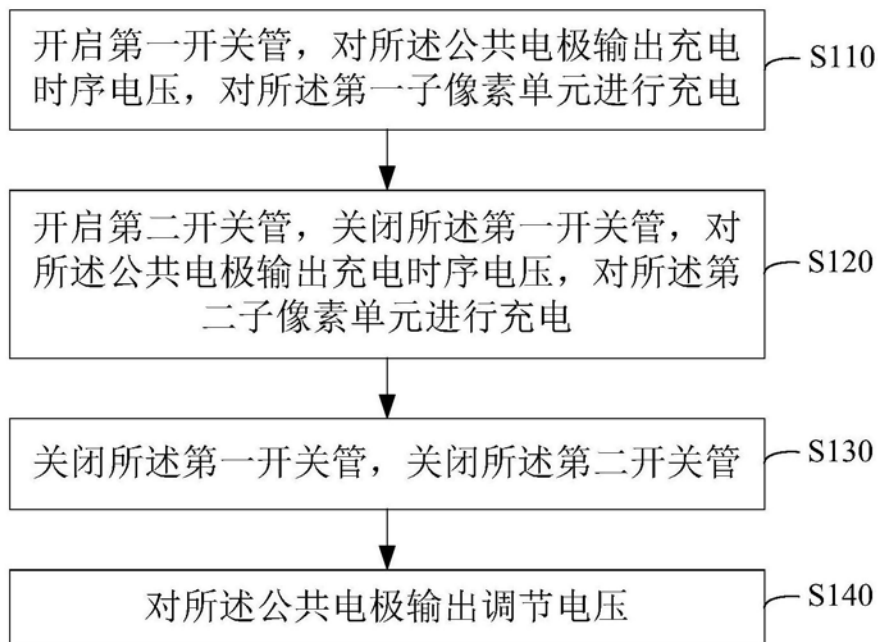 开启第一开关管，对所述公共电极输出充电
时序电压，对所述第一子像素单元进行充电
S110
开启第二开关管，关闭所述第一开关管，对
所述公共电极输出充电时序电压，对所述第
二子像素单元进行充电
S120
关闭所述第一开关管，关闭所述第二开关管
S130
对所述公共电极输出调节电压
S140